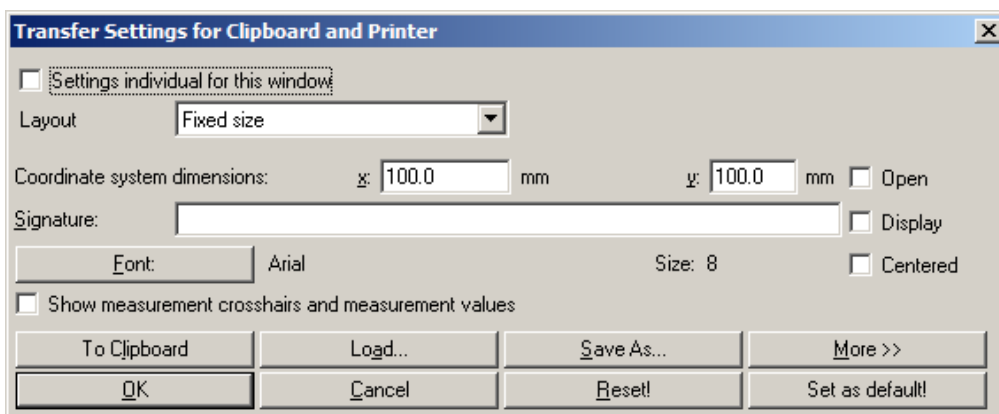 Transfer Settings for Clipboard and Printer
Settings individual for this window
Layout Fixed size
Coordinate system dimensions: x: 100.0 mm y: 100.0 mm Open
Signature: Display
Font: Arial Size: 8 Centered
Show measurement crosshairs and measurement values
To Clipboard Load... Save As... More >>
OK Cancel Reset! Set as default!